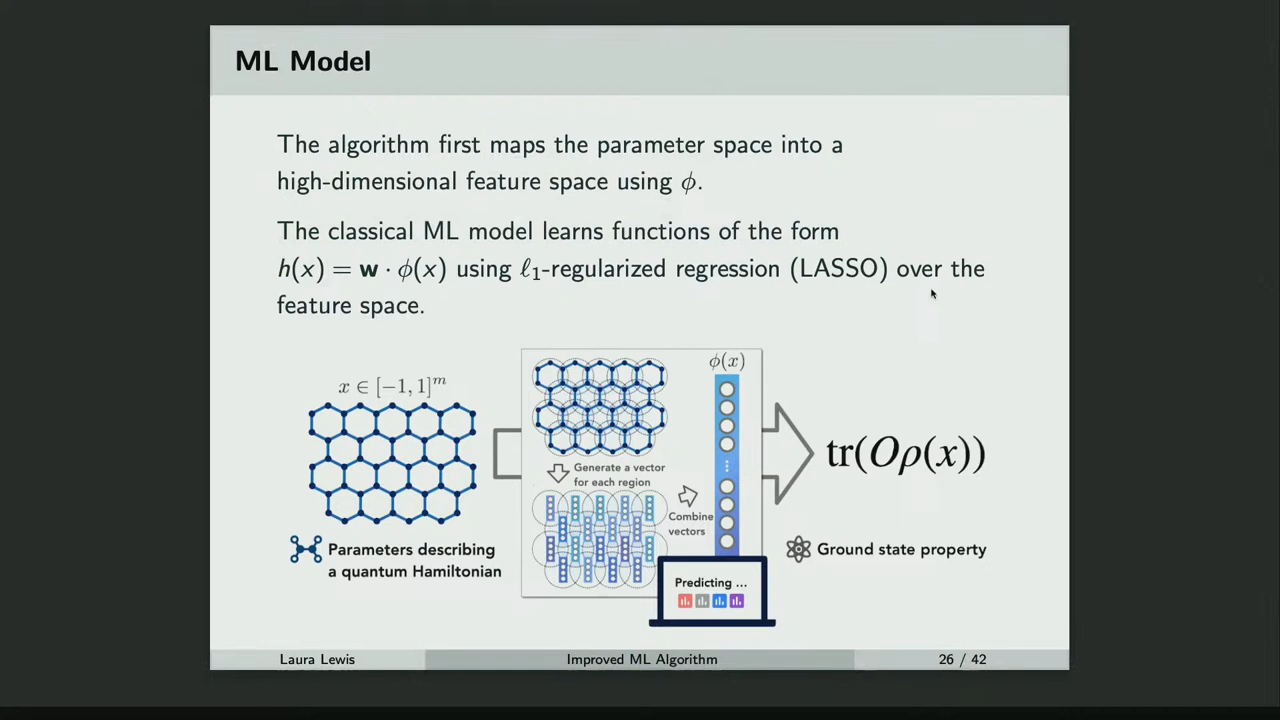 ML Model
The algorithm first maps the parameter space into a
high-dimensional feature space using ϕ.
The classical ML model learns functions of the form
h(x) = w · ϕ(x) using ℓ₁-regularized regression (LASSO) over the
feature space.
x ∈ [−1, 1]ᵐ
ϕ(x)
Generate a vector
for each region
Combine
vectors
Predicting ...
tr(Oρ(x))
Parameters describing
a quantum Hamiltonian
Ground state property
Laura Lewis
Improved ML Algorithm
26 / 42